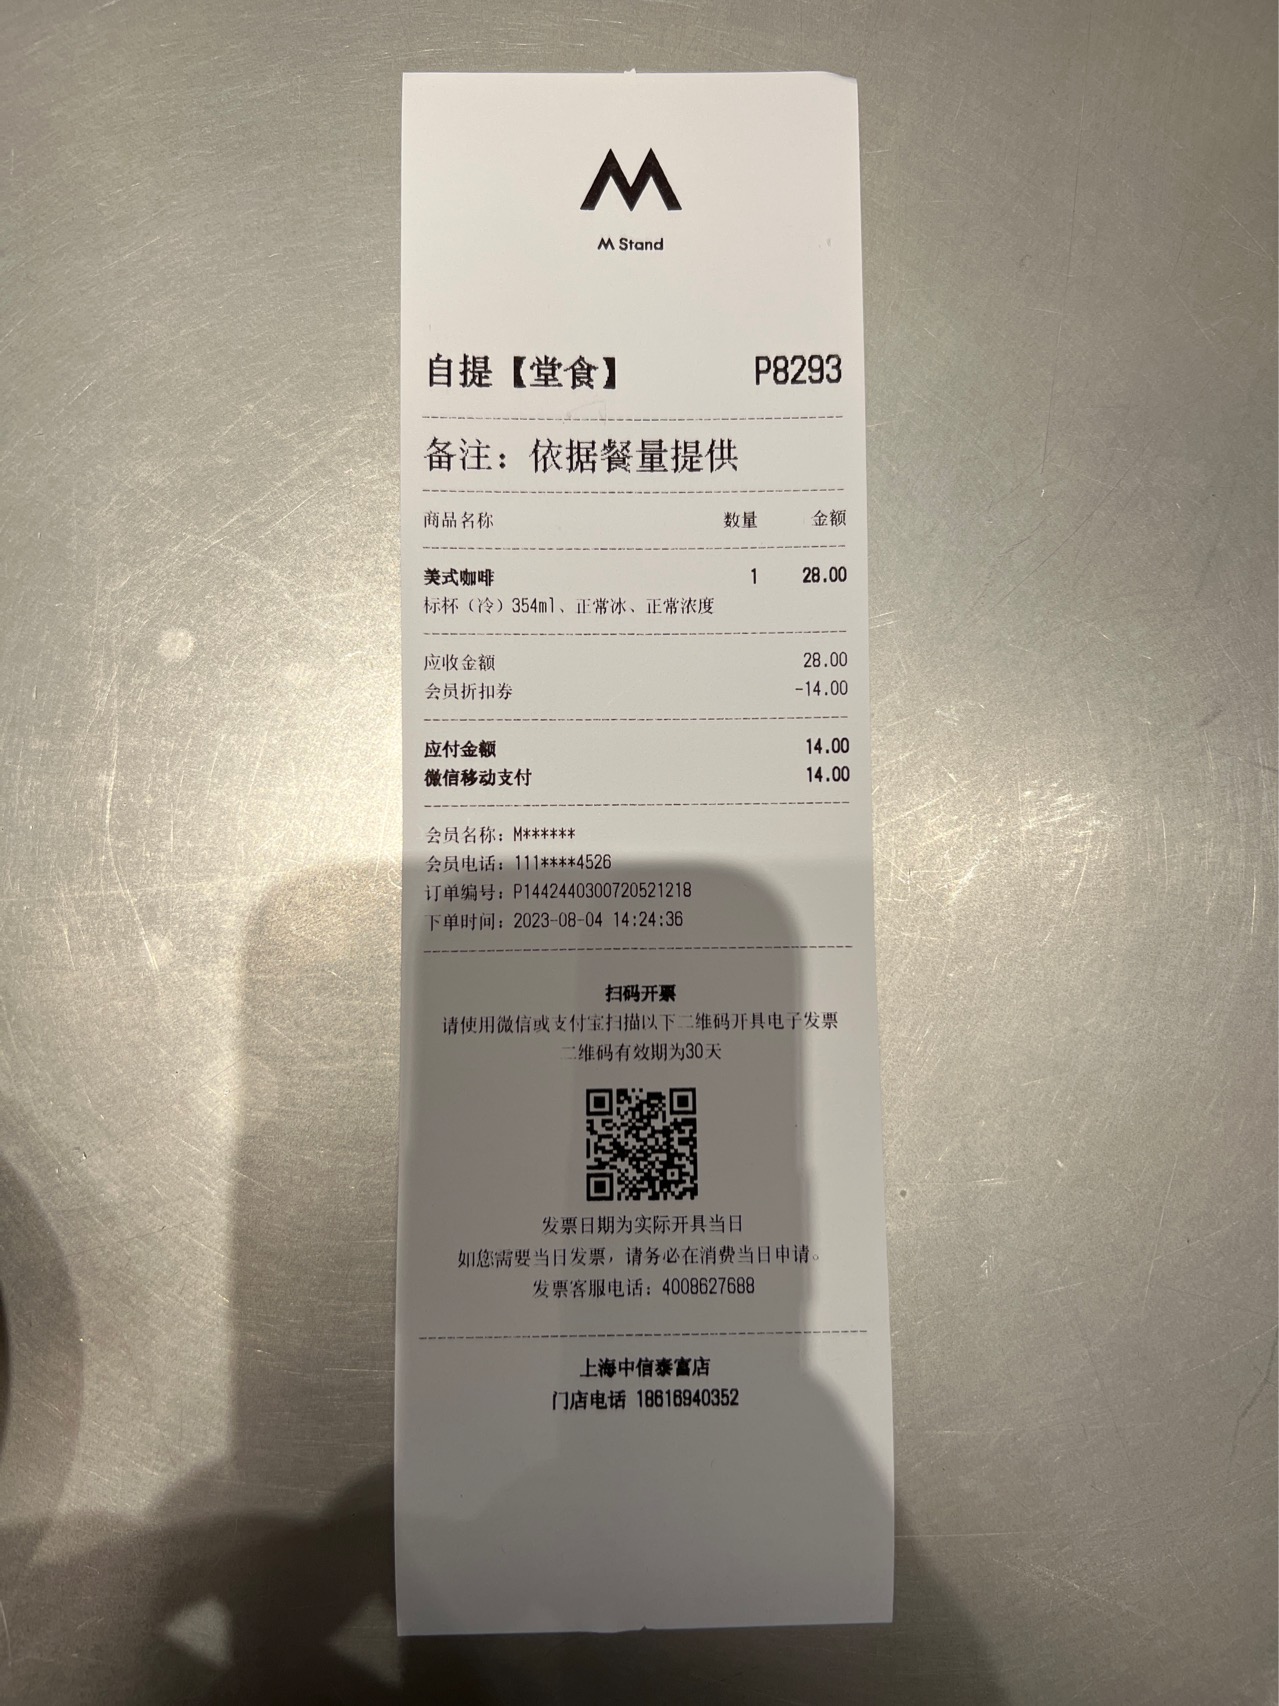 M Stand
自提【堂食】 P8293
备注：依据餐量提供
商品名称 数量 金额
美式咖啡 1 28.00
标杯（冷）354ml、正常冰、正常浓度
应收金额 28.00
会员折扣券 -14.00
应付金额 14.00
微信移动支付 14.00
会员名称：M******
会员电话：111****4526
订单编号：P1442440300720521218
下单时间：2023-08-04 14:24:36
扫码开票
请使用微信或支付宝扫描以下二维码开具电子发票
二维码有效期为30天
发票日期为实际开具当日
如您需要当日发票，请务必在消费当日申请。
发票客服电话：4008627688
上海中信泰富店
门店电话 18616940352